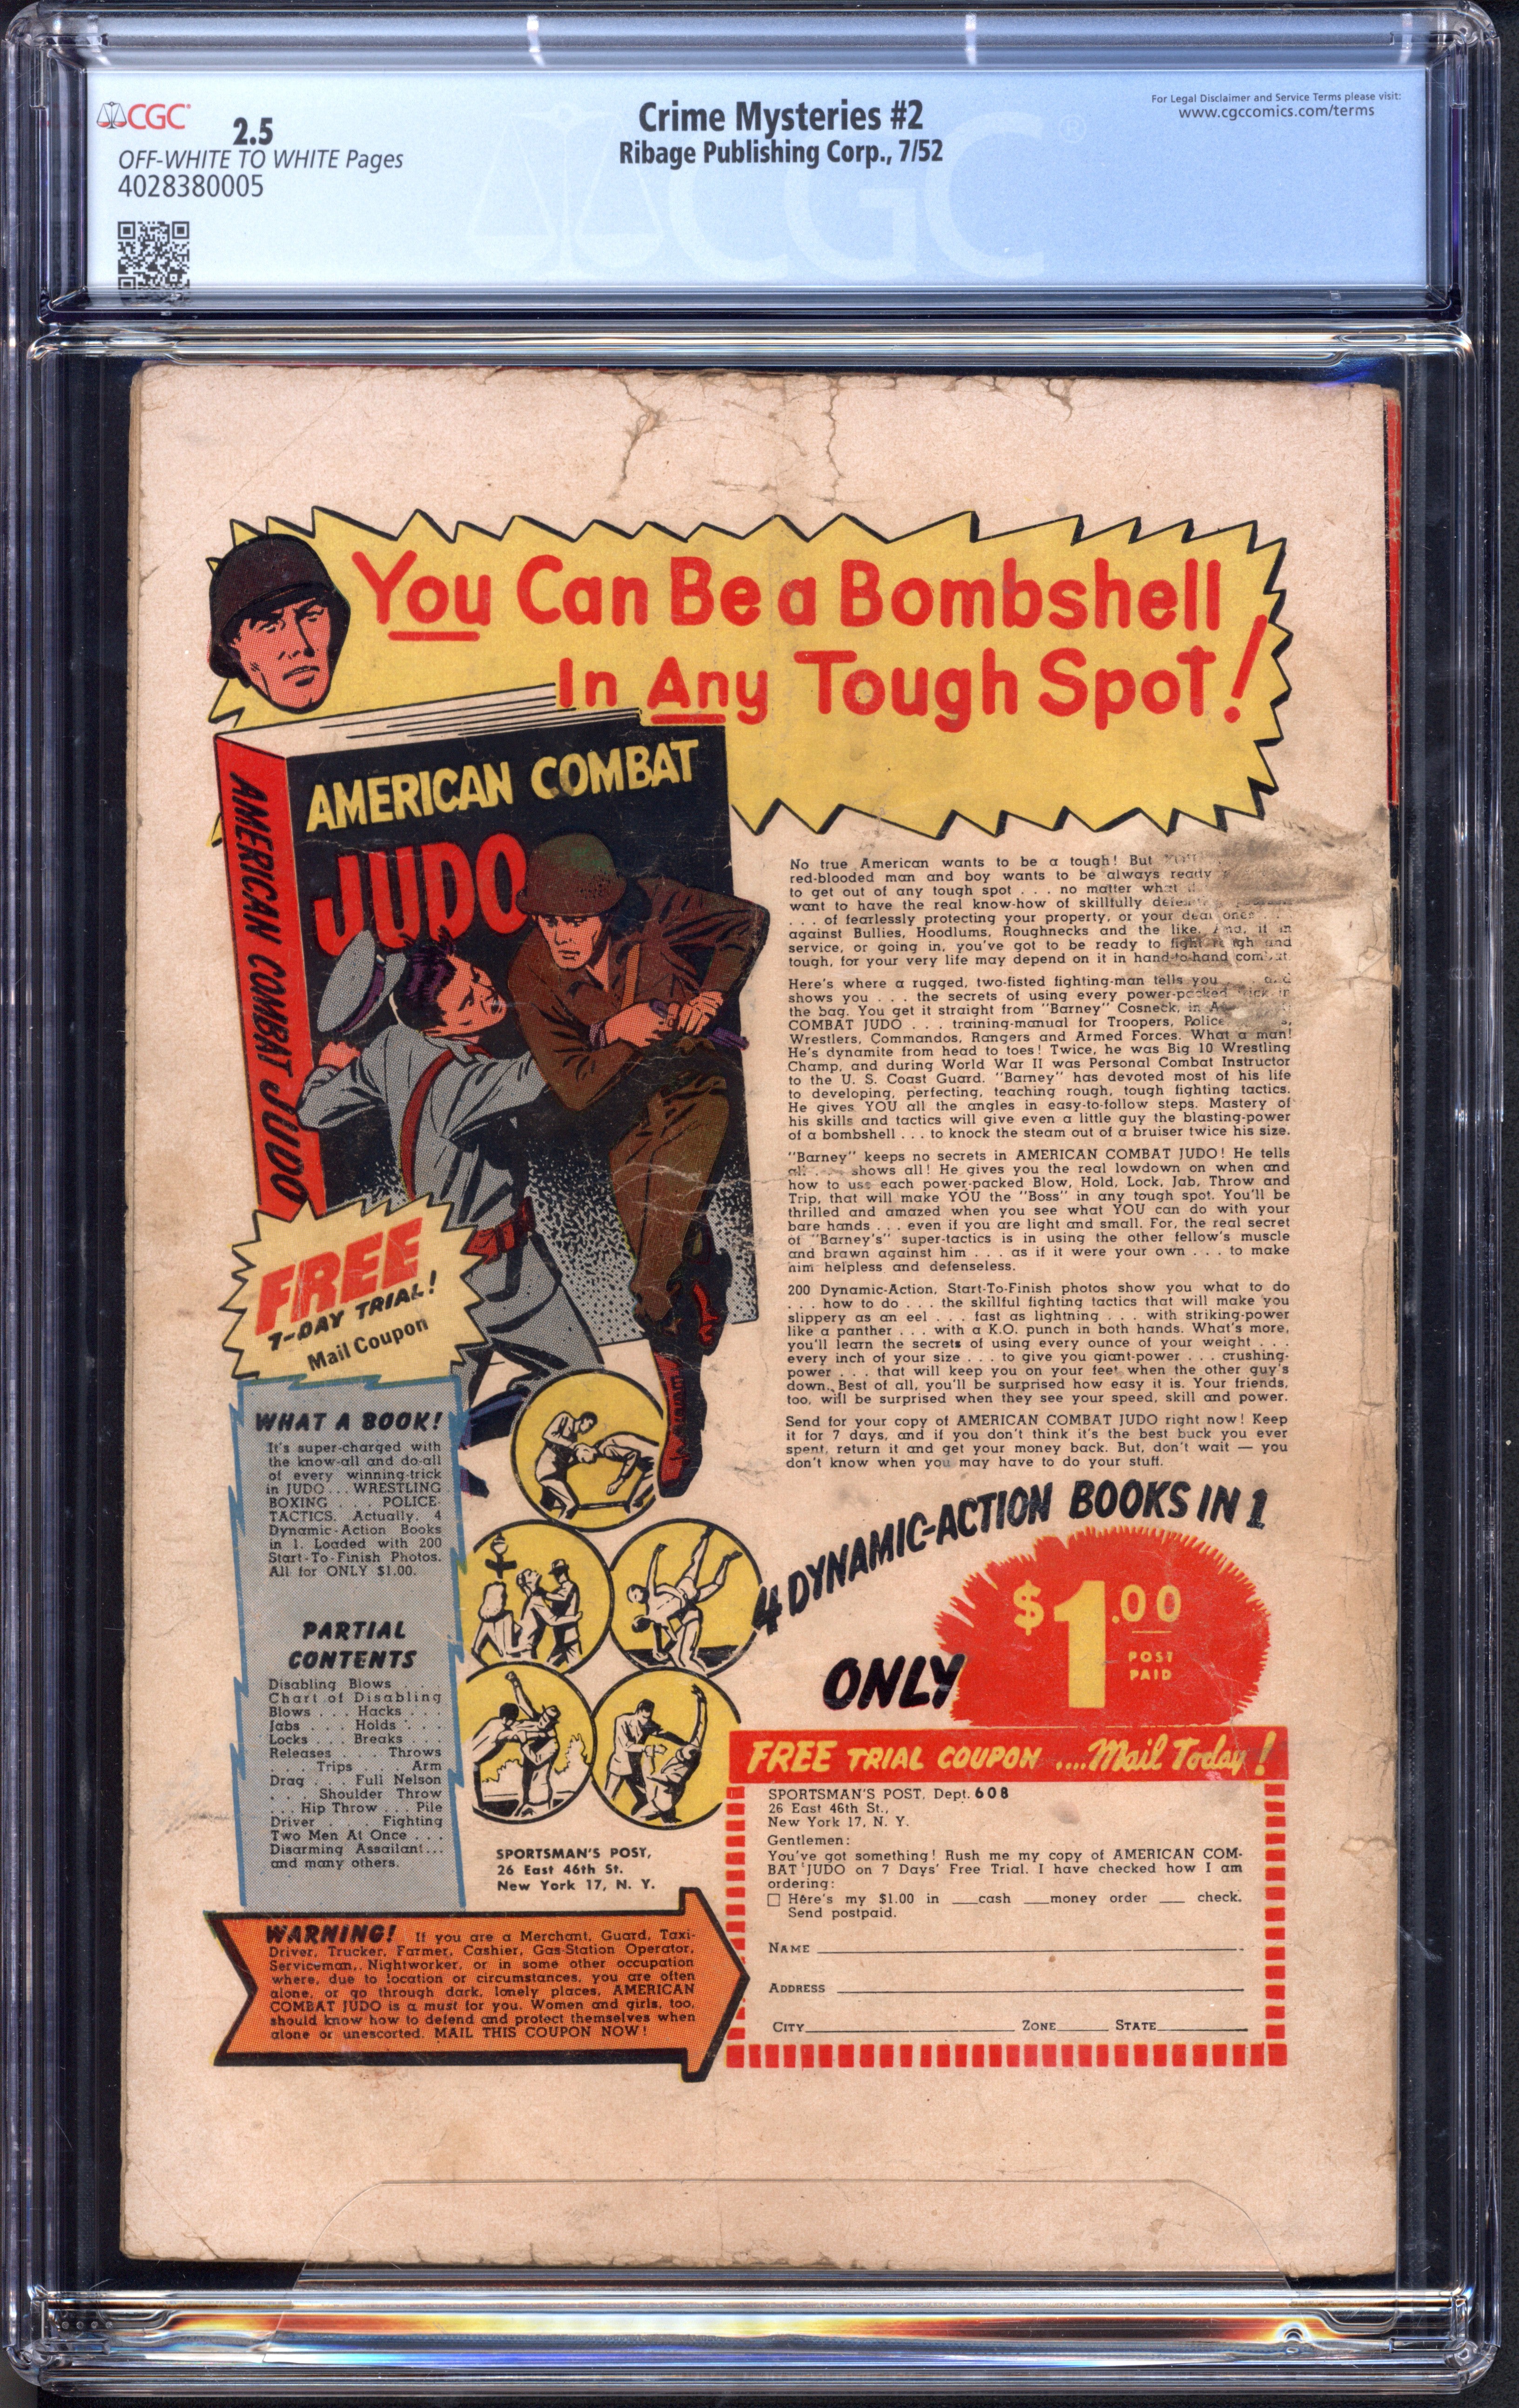 CGC
2.5
OFF-WHITE TO WHITE Pages
4028380005
Crime Mysteries #2
Ribage Publishing Corp., 7/52
For Legal Disclaimer and Service Terms please visit:
www.cgccomics.com/terms
CGC
You Can Be a Bombshell
In Any Tough Spot!
AMERICAN COMBAT
JUDO
AMERICAN COMBAT JUDO
FREE
7-DAY TRIAL!
Mail Coupon
No true American wants to be a tough! But
red-blooded man and boy wants to be always ready
to get out of any tough spot . . . no matter what
want to have the real know-how of skillfully
. . . of fearlessly protecting your property, or your dear ones . . .
against Bullies, Hoodlums, Roughnecks and the like. And, if in
service, or going in, you've got to be ready to fight rough and
tough, for your very life may depend on it in hand-to-hand combat.
Here's where a rugged, two-fisted fighting-man tells you and
shows you . . . the secrets of using every power-packed in
the bag. You get it straight from "Barney" Cosneck, in
COMBAT JUDO . . . training-manual for Troopers, Police
Wrestlers, Commandos, Rangers and Armed Forces. What a man!
He's dynamite from head to toes! Twice, he was Big 10 Wrestling
Champ, and during World War II was Personal Combat Instructor
to the U. S. Coast Guard. "Barney" has devoted most of his life
to developing, perfecting, teaching rough, tough fighting tactics.
He gives YOU all the angles in easy-to-follow steps. Mastery of
his skills and tactics will give even a little guy the blasting-power
of a bombshell . . . to knock the steam out of a bruiser twice his size.
"Barney" keeps no secrets in AMERICAN COMBAT JUDO! He tells
all . . . shows all! He gives you the real lowdown on when and
how to use each power-packed Blow, Hold, Lock, Jab, Throw and
Trip, that will make YOU the "Boss" in any tough spot. You'll be
thrilled and amazed when you see what YOU can do with your
bare hands . . . even if you are light and small. For, the real secret
of "Barney's" super-tactics is in using the other fellow's muscle
and brawn against him . . . as if it were your own . . . to make
him helpless and defenseless.
200 Dynamic-Action, Start-To-Finish photos show you what to do
. . . how to do . . . the skillful fighting tactics that will make you
slippery as an eel . . . fast as lightning . . . with striking-power
like a panther . . . with a K.O. punch in both hands. What's more,
you'll learn the secrets of using every ounce of your weight . . .
every inch of your size . . . to give you giant-power . . . crushing-
power . . . that will keep you on your feet when the other guy's
down. Best of all, you'll be surprised how easy it is. Your friends,
too, will be surprised when they see your speed, skill and power.
Send for your copy of AMERICAN COMBAT JUDO right now! Keep
it for 7 days, and if you don't think it's the best buck you ever
spent, return it and get your money back. But, don't wait — you
don't know when you may have to do your stuff.
WHAT A BOOK!
It's super-charged with
the know-all and do-all
of every winning-trick
in JUDO . . . WRESTLING
BOXING . . . POLICE-
TACTICS. Actually, 4
Dynamic-Action Books
in 1. Loaded with 200
Start-To-Finish Photos.
All for ONLY $1.00.
PARTIAL
CONTENTS
Disabling Blows . . .
Chart of Disabling
Blows . . . Hacks . . .
Jabs . . . Holds . . .
Locks . . . Breaks . . .
Releases . . . Throws
. . . Trips . . . Arm
Drag . . . Full Nelson
. . . Shoulder Throw
. . . Hip Throw . . . Pile
Driver . . . Fighting
Two Men At Once . . .
Disarming Assailant . . .
and many others.
SPORTSMAN'S POST,
26 East 46th St.
New York 17, N. Y.
4 DYNAMIC-ACTION BOOKS IN 1
ONLY
$1.00
POST
PAID
FREE TRIAL COUPON ....Mail Today!
SPORTSMAN'S POST, Dept. 608
26 East 46th St.,
New York 17, N. Y.
Gentlemen:
You've got something! Rush me my copy of AMERICAN COM-
BAT JUDO on 7 Days' Free Trial. I have checked how I am
ordering:
☐ Here's my $1.00 in ___cash ___money order ___ check.
Send postpaid.
NAME
ADDRESS
CITY ZONE STATE
WARNING! If you are a Merchant, Guard, Taxi-
Driver, Trucker, Farmer, Cashier, Gas-Station Operator,
Serviceman, Nightworker, or in some other occupation
where, due to location or circumstances, you are often
alone, or go through dark, lonely places, AMERICAN
COMBAT JUDO is a must for you. Women and girls, too,
should know how to defend and protect themselves when
alone or unescorted. MAIL THIS COUPON NOW!